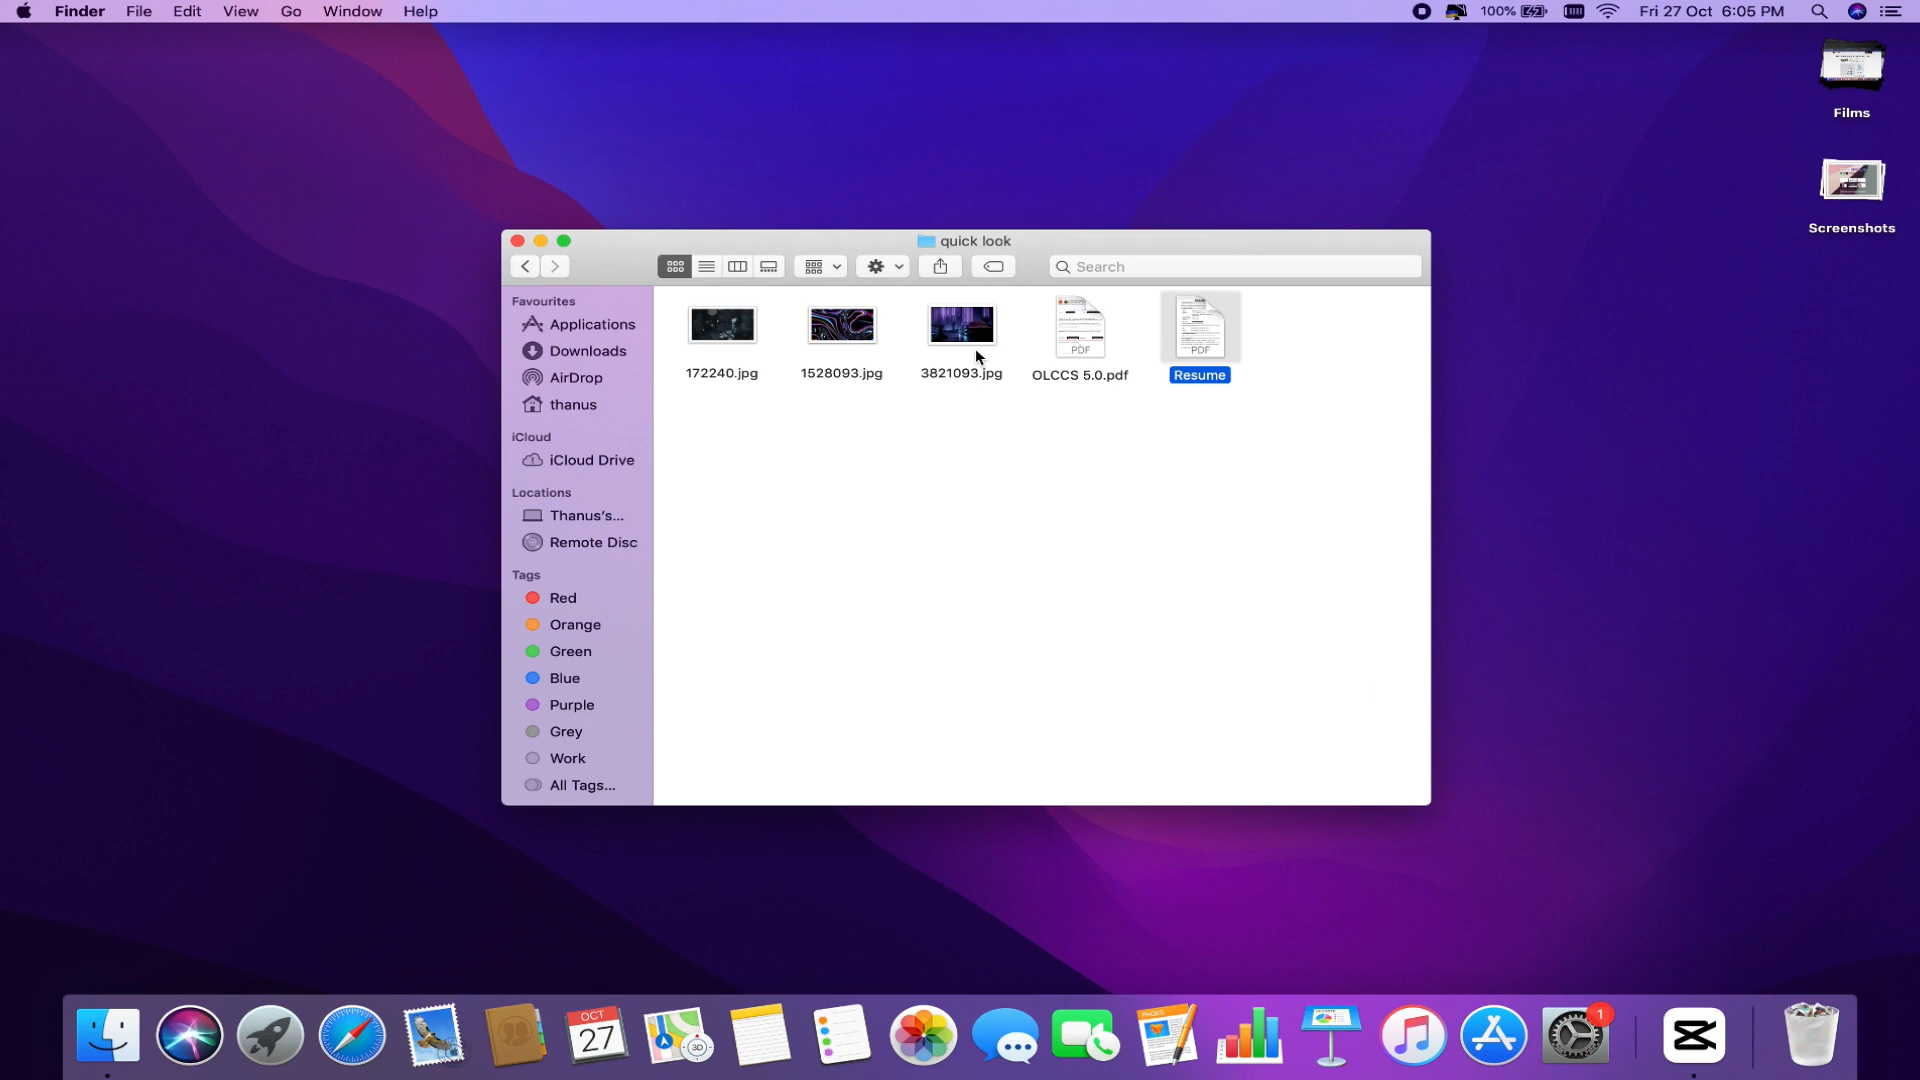 Finder File Edit View Go Window Help 100% Fri 27 Oct 6:05 PM
Films
Screenshots
quick look
Search
Favourites
Applications
Downloads
AirDrop
thanus
iCloud
iCloud Drive
Locations
Thanus's...
Remote Disc
Tags
Red
Orange
Green
Blue
Purple
Grey
Work
All Tags...
PDF PDF
172240.jpg 1528093.jpg 3821093.jpg OLCCS 5.0.pdf Resume
OCT
27
3D
PAGES
1